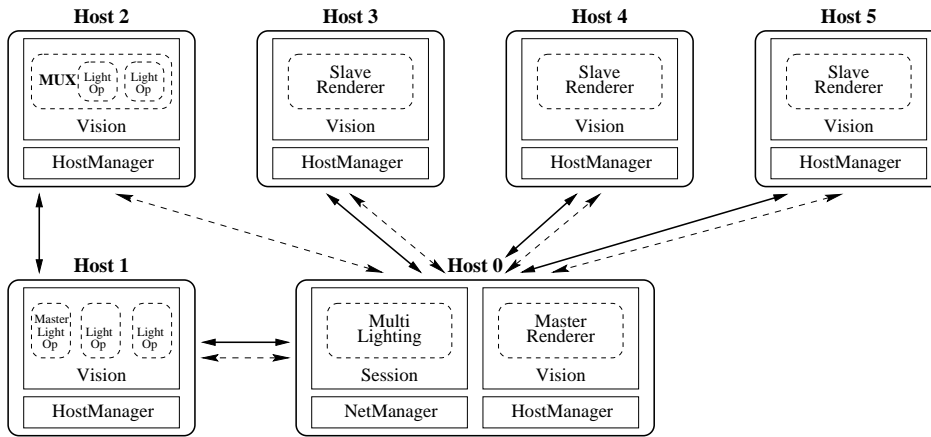 Host 2
Host 3
Host 4
Host 5
MUX
Light
Op
Light
Op
Vision
HostManager
Slave
Renderer
Vision
HostManager
Slave
Renderer
Vision
HostManager
Slave
Renderer
Vision
HostManager
Host 1
Host 0
Master
Light
Op
Light
Op
Light
Op
Vision
HostManager
Multi
Lighting
Session
NetManager
Master
Renderer
Vision
HostManager